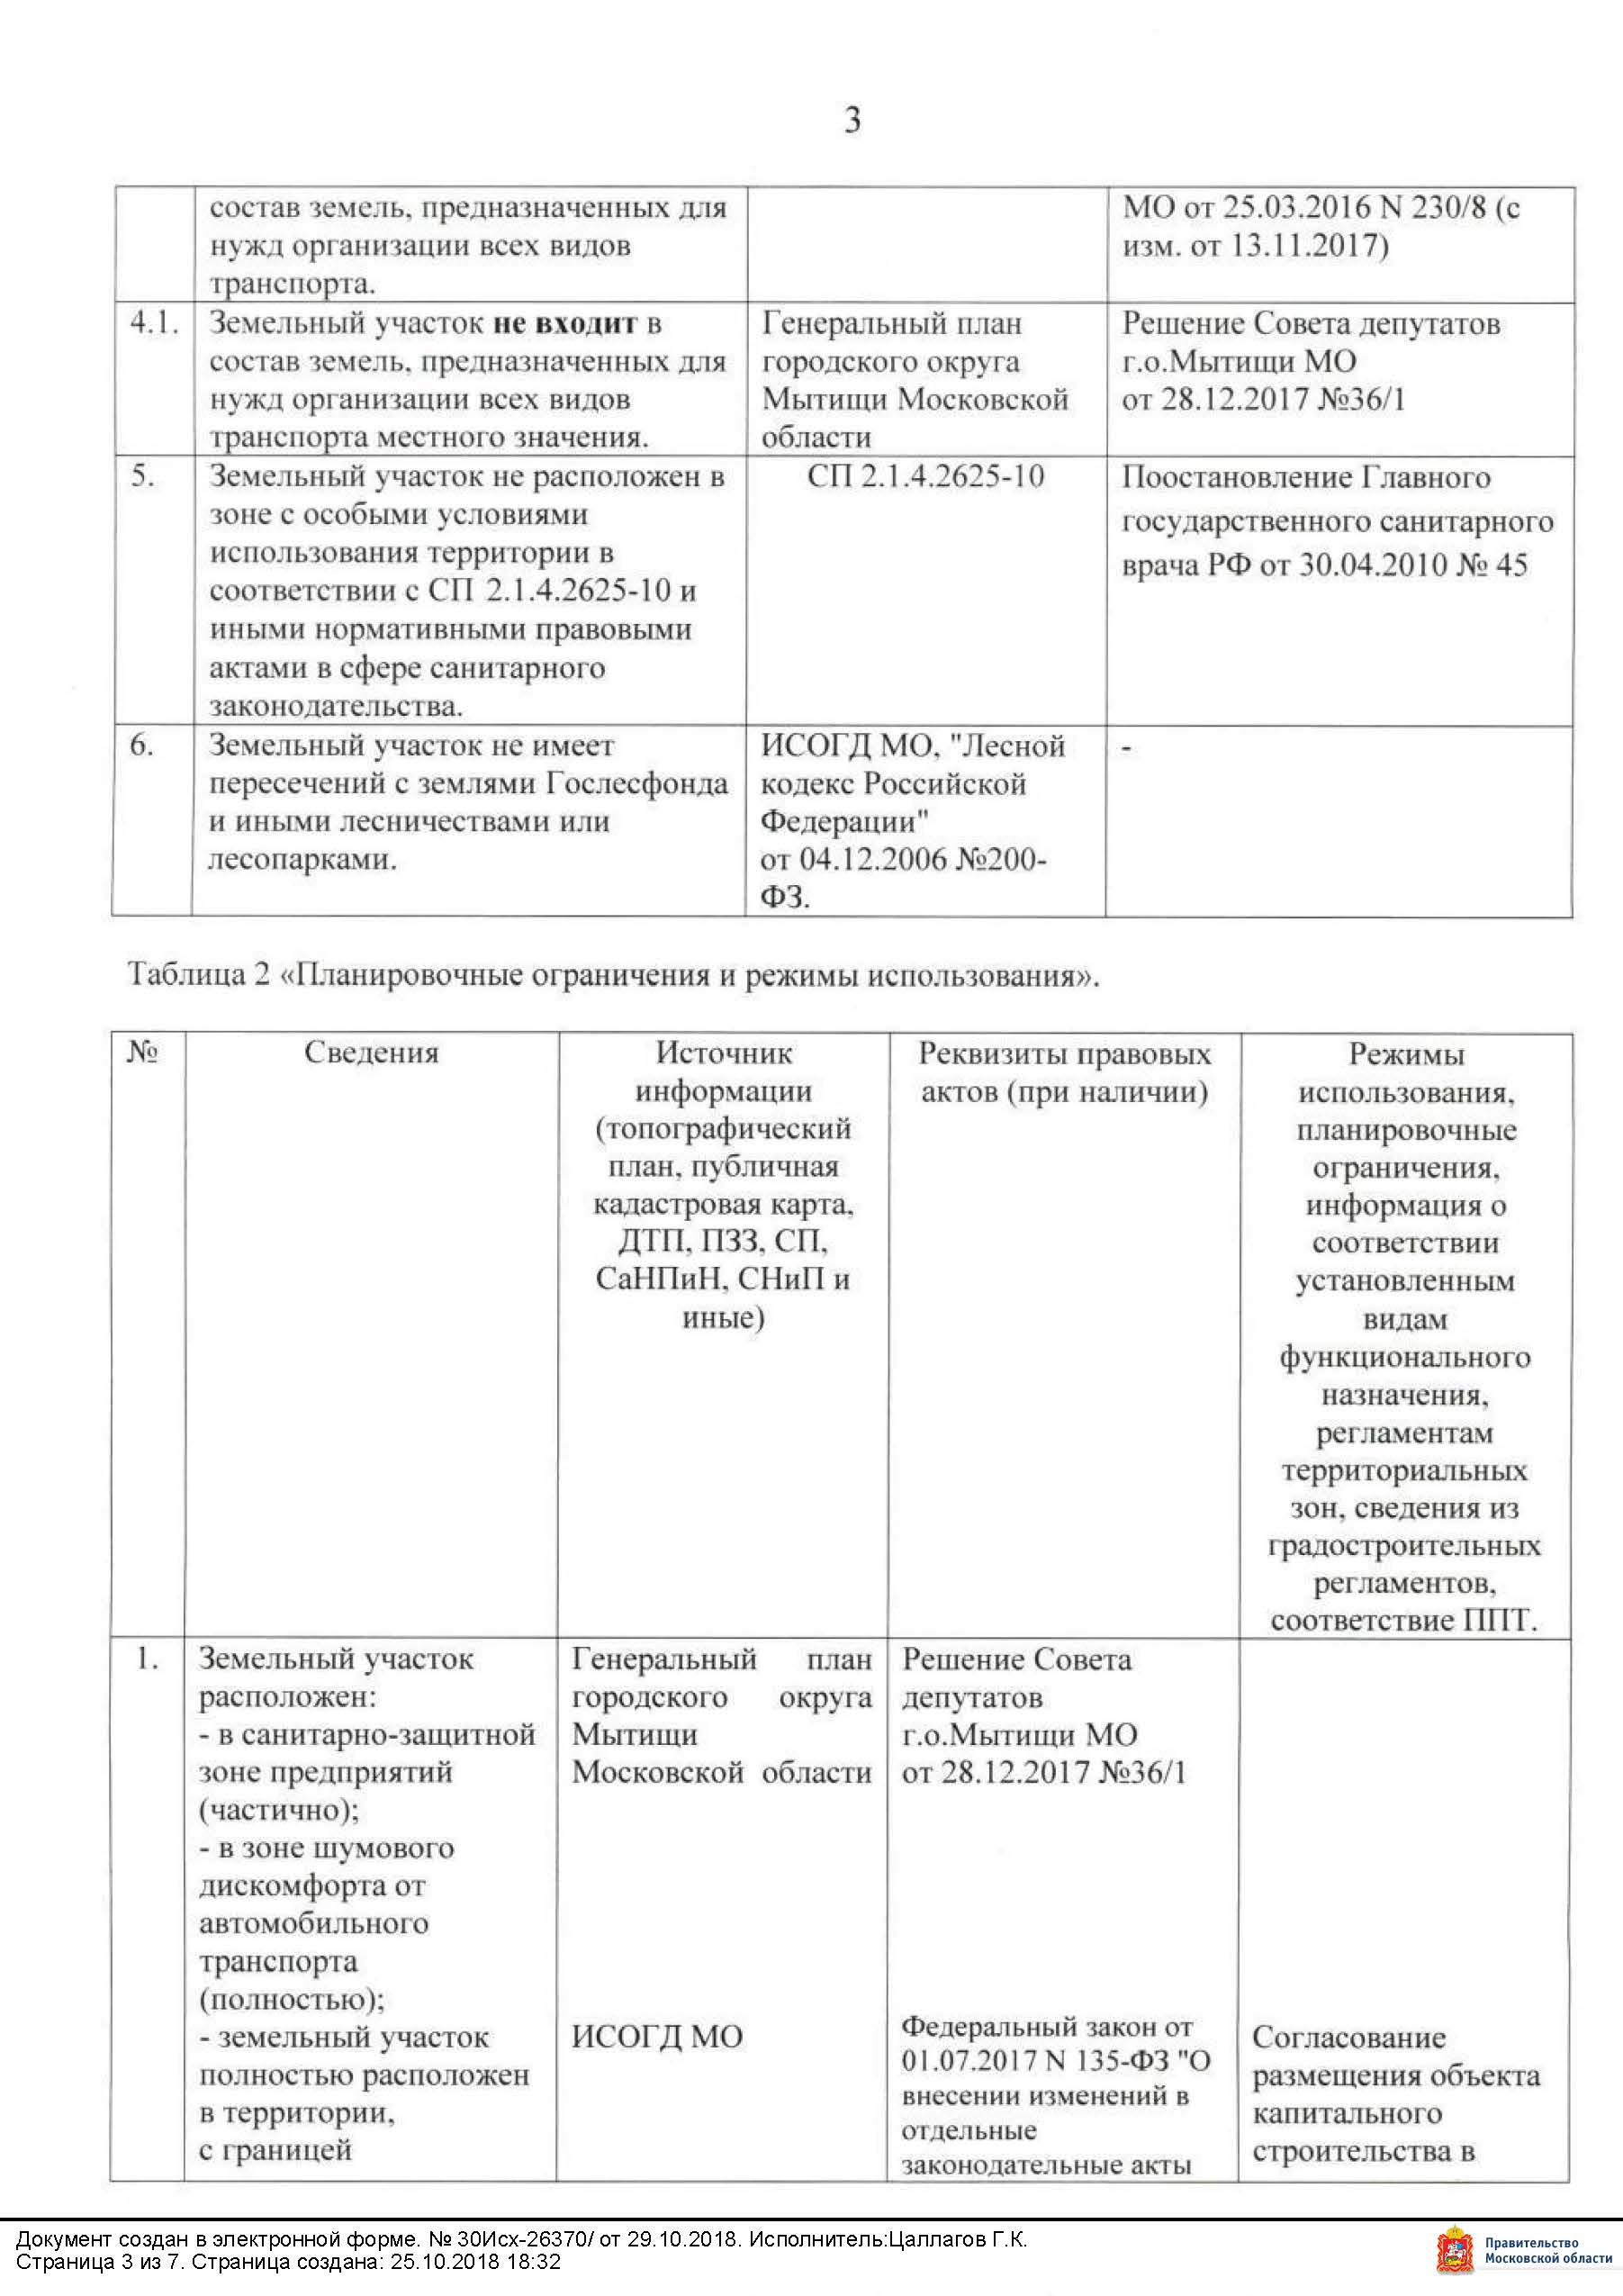 3
состав земель, предназначенных для
нужд организации всех видов
транспорта.
МО от 25.03.2016 N 230/8 (с
изм. от 13.11.2017)
4.1.
Земельный участок не входит в
состав земель, предназначенных для
нужд организации всех видов
транспорта местного значения.
Генеральный план
городского округа
Мытищи Московской
области
Решение Совета депутатов
г.о.Мытищи МО
от 28.12.2017 №36/1
5.
Земельный участок не расположен в
зоне с особыми условиями
использования территории в
соответствии с СП 2.1.4.2625-10 и
иными нормативными правовыми
актами в сфере санитарного
законодательства.
СП 2.1.4.2625-10
Поостановление Главного
государственного санитарного
врача РФ от 30.04.2010 № 45
6.
Земельный участок не имеет
пересечений с землями Гослесфонда
и иными лесничествами или
лесопарками.
ИСОГД МО, "Лесной
кодекс Российской
Федерации"
от 04.12.2006 №200-
ФЗ.
-
Таблица 2 «Планировочные ограничения и режимы использования».
№
Сведения
Источник
информации
(топографический
план, публичная
кадастровая карта,
ДТП, ПЗЗ, СП,
СаНПиН, СНиП и
иные)
Реквизиты правовых
актов (при наличии)
Режимы
использования,
планировочные
ограничения,
информация о
соответствии
установленным
видам
функционального
назначения,
регламентам
территориальных
зон, сведения из
градостроительных
регламентов,
соответствие ППТ.
1.
Земельный участок
расположен:
- в санитарно-защитной
зоне предприятий
(частично);
- в зоне шумового
дискомфорта от
автомобильного
транспорта
(полностью);
- земельный участок
полностью расположен
в территории,
с границей
Генеральный план
городского округа
Мытищи
Московской области
ИСОГД МО
Решение Совета
депутатов
г.о.Мытищи МО
от 28.12.2017 №36/1
Федеральный закон от
01.07.2017 N 135-ФЗ "О
внесении изменений в
отдельные
законодательные акты
Согласование
размещения объекта
капитального
строительства в
Документ создан в электронной форме. № 30Исх-26370/ от 29.10.2018. Исполнитель:Цаллагов Г.К.
Страница 3 из 7. Страница создана: 25.10.2018 18:32
Правительство
Московской области